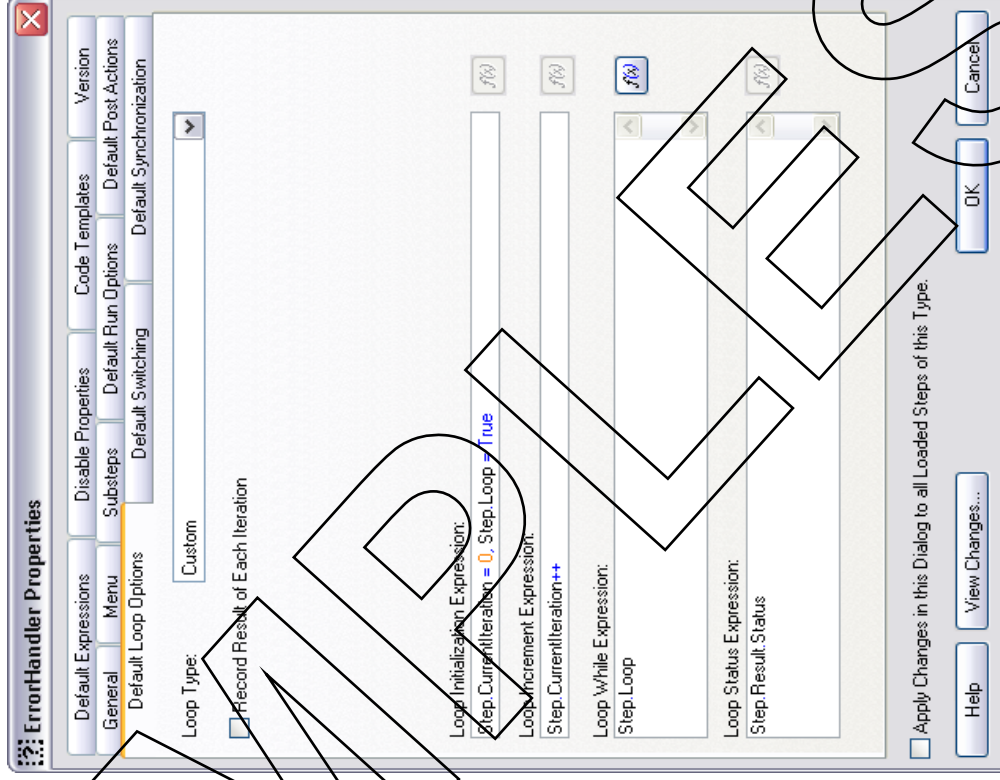 ErrorHandler Properties
Default Expressions Disable Properties Code Templates Version
General Menu Substeps Default Run Options Default Post Actions
Default Loop Options Default Switching Default Synchronization
Loop Type: Custom
Record Result of Each Iteration
Loop Initialization Expression:
Step.CurrentIteration = 0, Step.Loop = True f(x)
Loop Increment Expression:
Step.CurrentIteration++ f(x)
Loop While Expression:
Step.Loop f(x)
Loop Status Expression:
Step.Result.Status f(x)
Apply Changes in this Dialog to all Loaded Steps of this Type.
Help View Changes... OK Cancel
MPLE